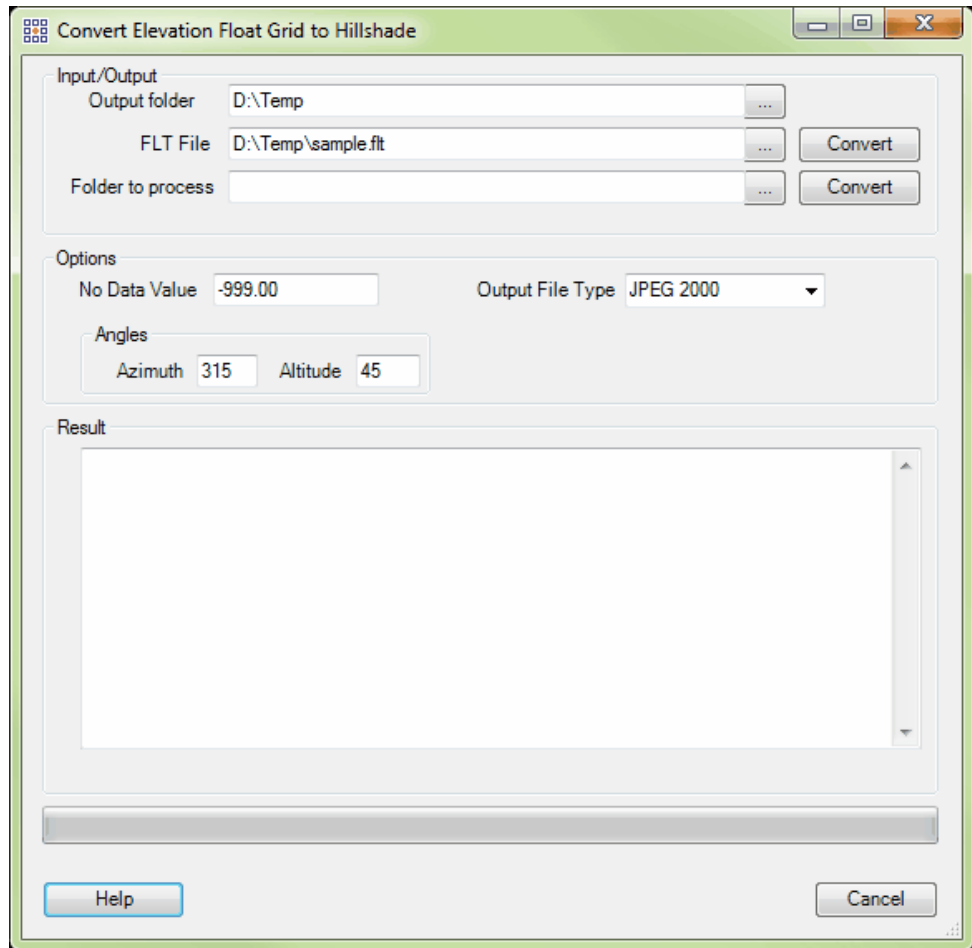 Convert Elevation Float Grid to Hillshade
Input/Output
Output folder D:\Temp ...
FLT File D:\Temp\sample.flt ... Convert
Folder to process ... Convert
Options
No Data Value -999.00 Output File Type JPEG 2000
Angles
Azimuth 315 Altitude 45
Result
Help Cancel